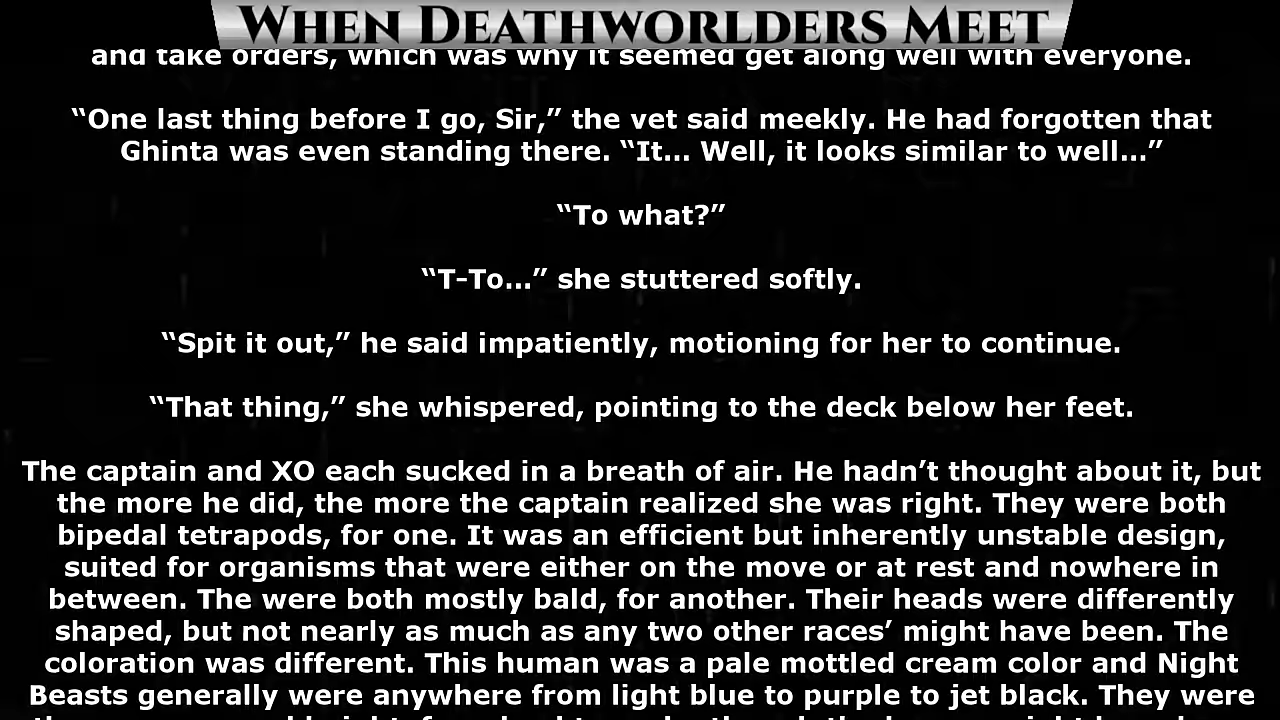 When Deathworlders Meet
and take orders, which was why it seemed get along well with everyone.
“One last thing before I go, Sir,” the vet said meekly. He had forgotten that
Ghinta was even standing there. “It... Well, it looks similar to well...”
“To what?”
“T-To...” she stuttered softly.
“Spit it out,” he said impatiently, motioning for her to continue.
“That thing,” she whispered, pointing to the deck below her feet.
The captain and XO each sucked in a breath of air. He hadn’t thought about it, but
the more he did, the more the captain realized she was right. They were both
bipedal tetrapods, for one. It was an efficient but inherently unstable design,
suited for organisms that were either on the move or at rest and nowhere in
between. The were both mostly bald, for another. Their heads were differently
shaped, but not nearly as much as any two other races’ might have been. The
coloration was different. This human was a pale mottled cream color and Night
Beasts generally were anywhere from light blue to purple to jet black. They were